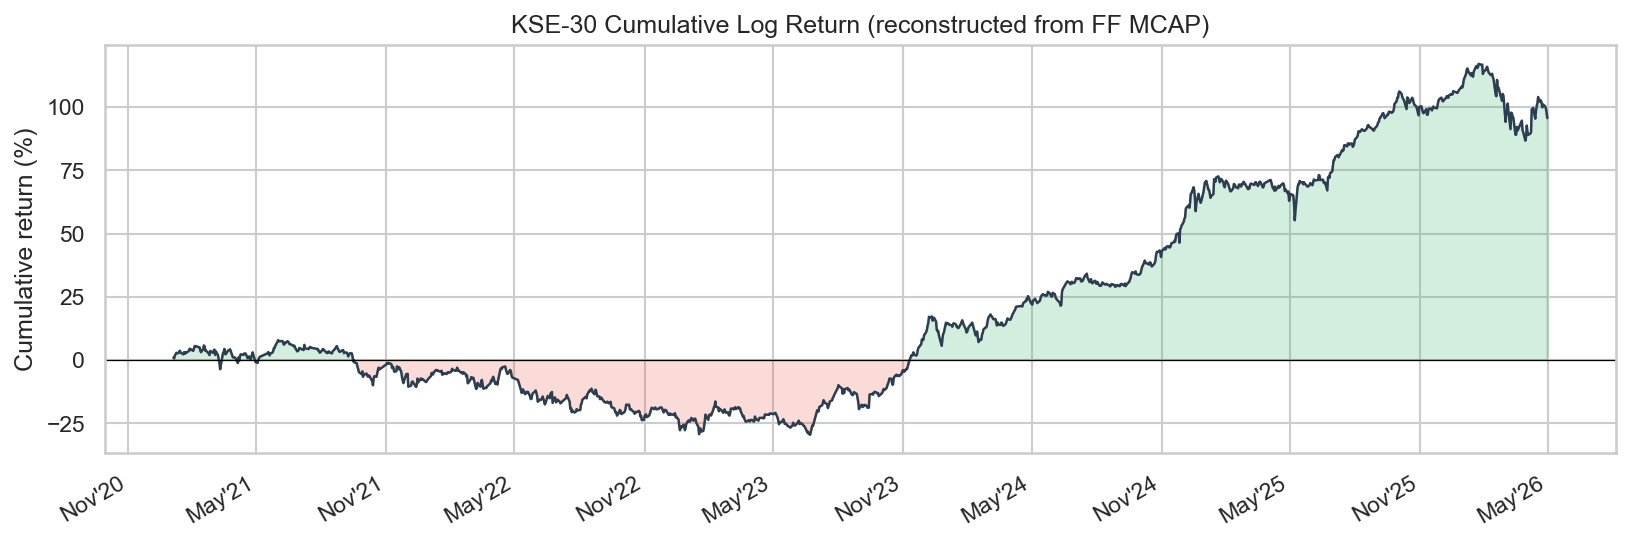 KSE-30 Cumulative Log Return (reconstructed from FF MCAP)
Cumulative return (%)
100
75
50
25
0
−25
Nov'20
May'21
Nov'21
May'22
Nov'22
May'23
Nov'23
May'24
Nov'24
May'25
Nov'25
May'26